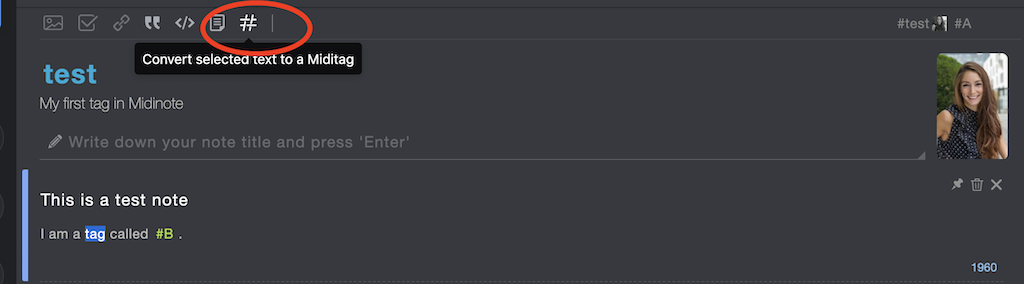 #test #A
Convert selected text to a Miditag
test
My first tag in Midinote
Write down your note title and press 'Enter'
This is a test note
I am a tag called #B .
1960